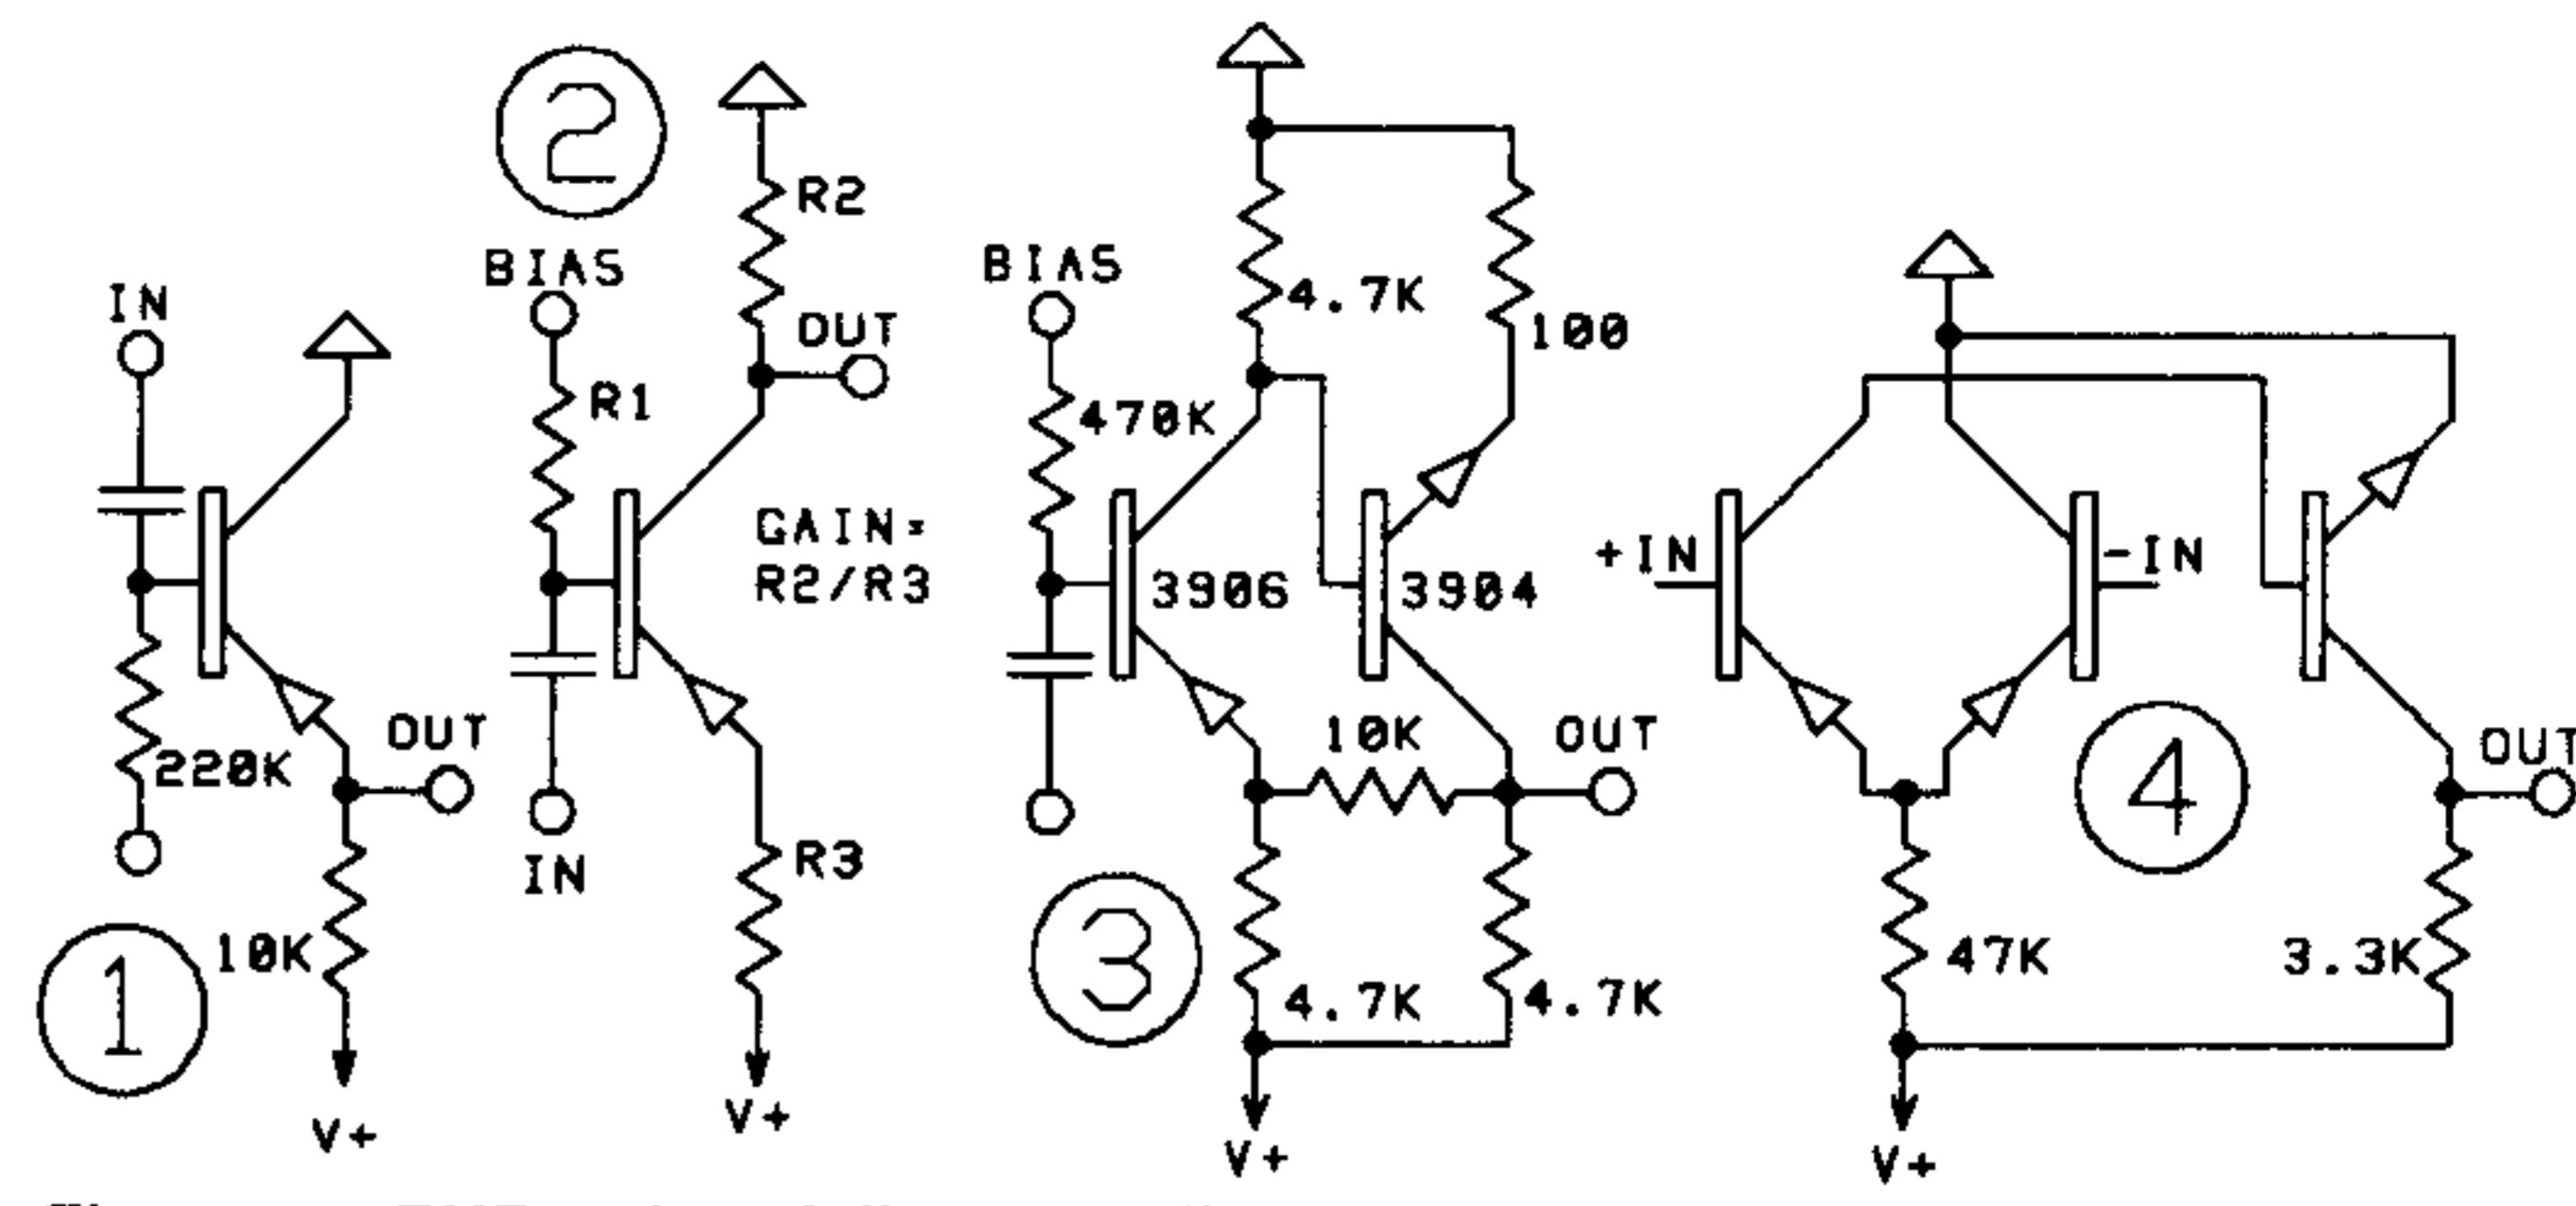 IN
220K
OUT
10K
V+
1
2
BIAS
R1
R2
OUT
GAIN=
R2/R3
IN
R3
V+
BIAS
470K
4.7K
100
3906
3904
10K
OUT
3
4.7K
4.7K
V+
+IN
-IN
4
OUT
47K
3.3K
V+